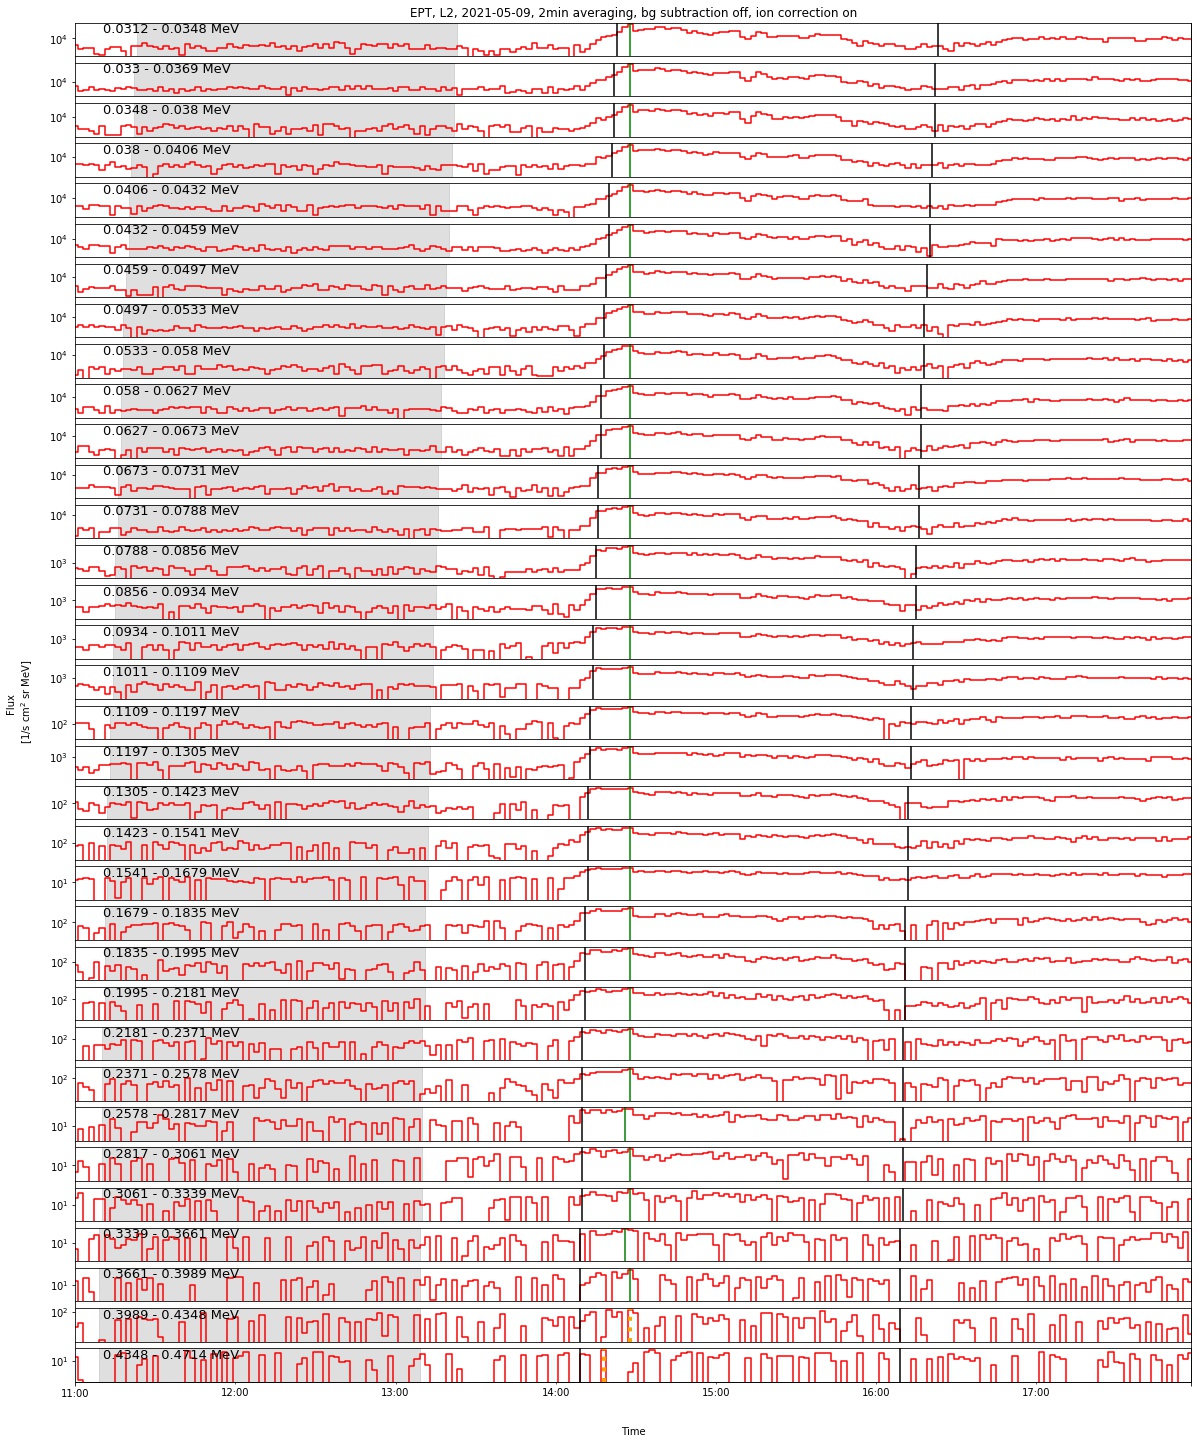 EPT, L2, 2021-05-09, 2min averaging, bg subtraction off, ion correction on
0.0312 - 0.0348 MeV
10⁴
0.033 - 0.0369 MeV
10⁴
0.0348 - 0.038 MeV
10⁴
0.038 - 0.0406 MeV
10⁴
0.0406 - 0.0432 MeV
10⁴
0.0432 - 0.0459 MeV
10⁴
0.0459 - 0.0497 MeV
10⁴
0.0497 - 0.0533 MeV
10⁴
0.0533 - 0.058 MeV
10⁴
0.058 - 0.0627 MeV
10⁴
0.0627 - 0.0673 MeV
10⁴
0.0673 - 0.0731 MeV
10⁴
0.0731 - 0.0788 MeV
10⁴
0.0788 - 0.0856 MeV
10³
0.0856 - 0.0934 MeV
10³
0.0934 - 0.1011 MeV
10³
0.1011 - 0.1109 MeV
10³
Flux
[1/s cm² sr MeV]
0.1109 - 0.1197 MeV
10²
0.1197 - 0.1305 MeV
10³
0.1305 - 0.1423 MeV
10²
0.1423 - 0.1541 MeV
10²
0.1541 - 0.1679 MeV
10¹
0.1679 - 0.1835 MeV
10²
0.1835 - 0.1995 MeV
10²
0.1995 - 0.2181 MeV
10²
0.2181 - 0.2371 MeV
10²
0.2371 - 0.2578 MeV
10²
0.2578 - 0.2817 MeV
10¹
0.2817 - 0.3061 MeV
10¹
0.3061 - 0.3339 MeV
10¹
0.3339 - 0.3661 MeV
10¹
0.3661 - 0.3989 MeV
10¹
0.3989 - 0.4348 MeV
10²
0.4348 - 0.4714 MeV
10¹
11:00 12:00 13:00 14:00 15:00 16:00 17:00
Time